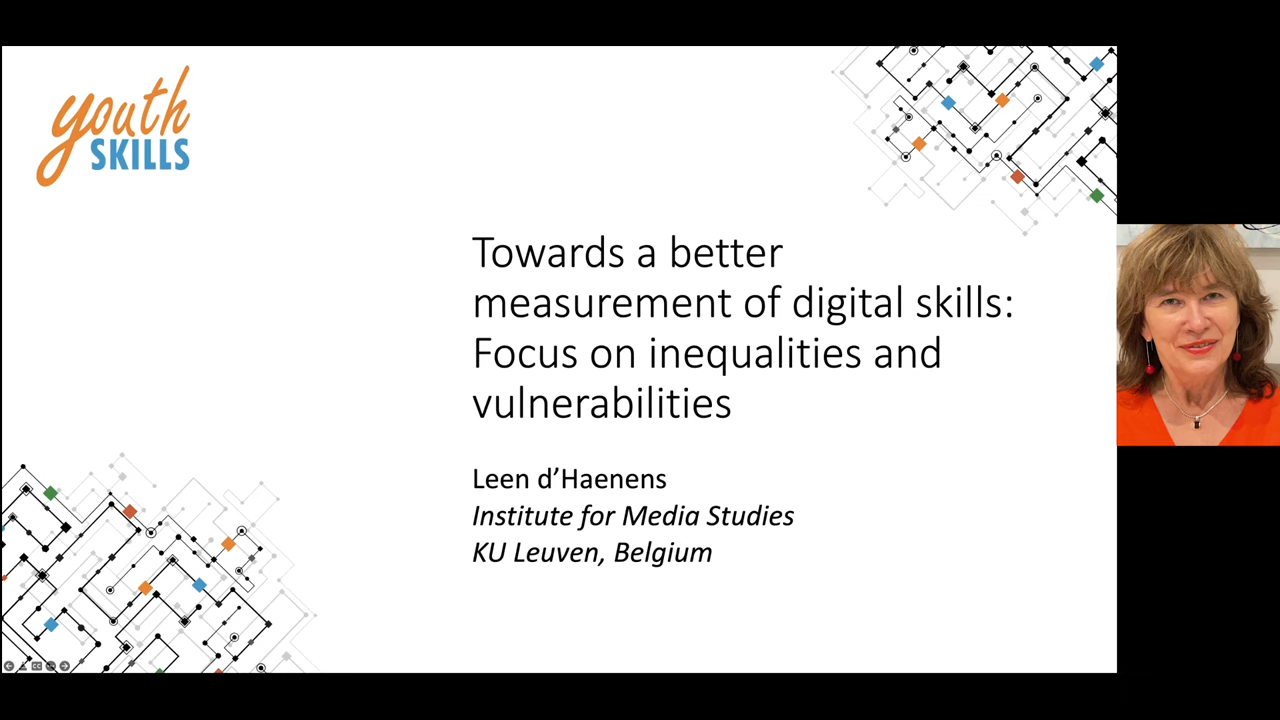 youth
SKILLS
Towards a better
measurement of digital skills:
Focus on inequalities and
vulnerabilities
Leen d’Haenens
Institute for Media Studies
KU Leuven, Belgium